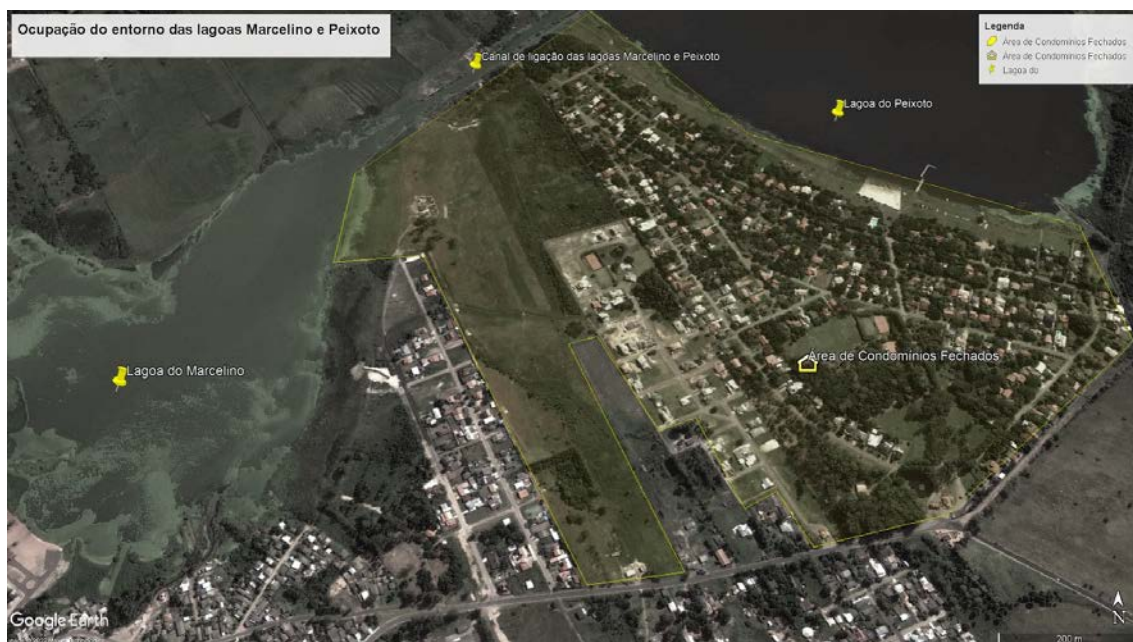 Ocupação do entorno das lagoas Marcelino e Peixoto
Legenda
Área de Condomínios Fechados
Área de Condomínios Fechados
Lagoa do
Canal de ligação das lagoas Marcelino e Peixoto
Lagoa do Peixoto
Área de Condomínios Fechados
Lagoa do Marcelino
Google Earth
N
200 m